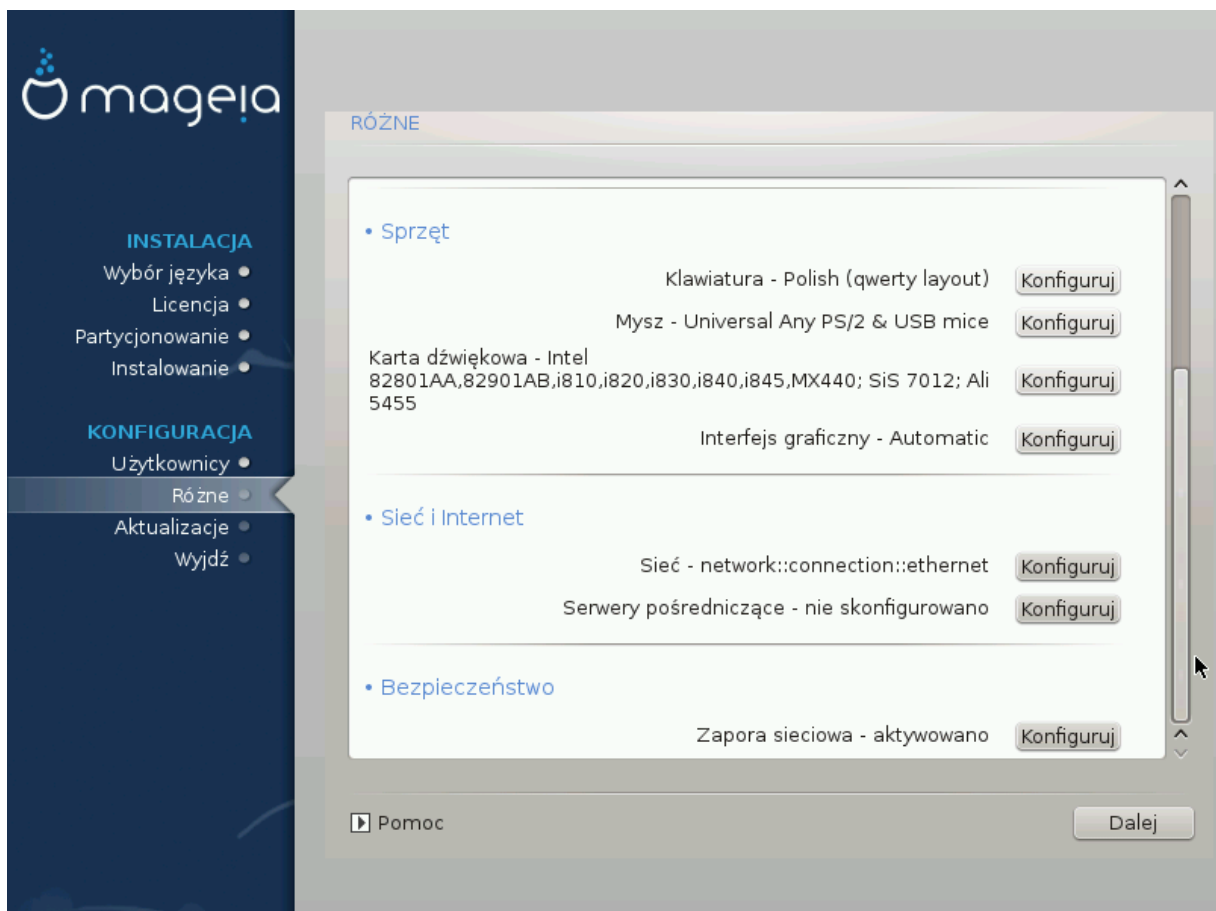 mageia
INSTALACJA
Wybór języka
Licencja
Partycjonowanie
Instalowanie
KONFIGURACJA
Użytkownicy
Różne
Aktualizacje
Wyjdź
RÓŻNE
• Sprzęt
Klawiatura - Polish (qwerty layout) Konfiguruj
Mysz - Universal Any PS/2 & USB mice Konfiguruj
Karta dźwiękowa - Intel
82801AA,82901AB,i810,i820,i830,i840,i845,MX440; SiS 7012; Ali Konfiguruj
5455
Interfejs graficzny - Automatic Konfiguruj
• Sieć i Internet
Sieć - network::connection::ethernet Konfiguruj
Serwery pośredniczące - nie skonfigurowano Konfiguruj
• Bezpieczeństwo
Zapora sieciowa - aktywowano Konfiguruj
Pomoc
Dalej